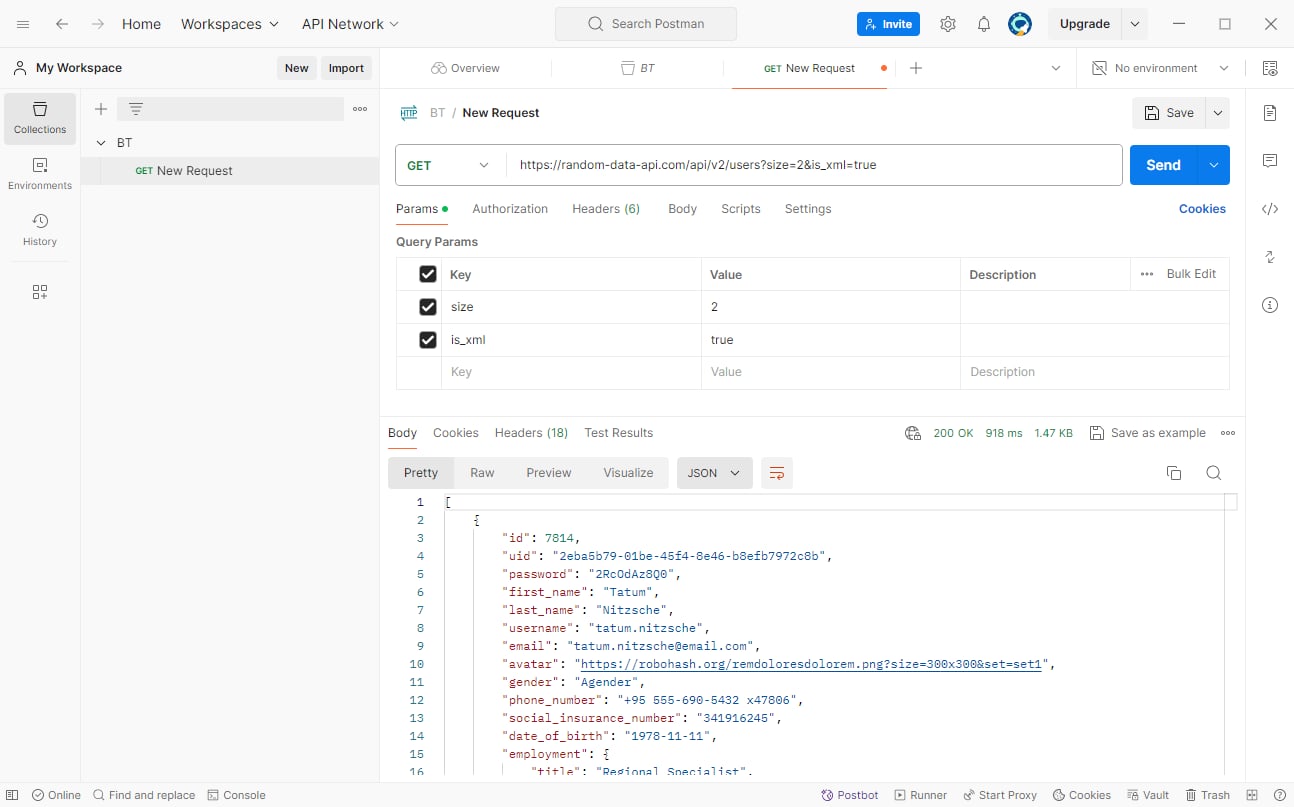 Home Workspaces API Network Search Postman Invite Upgrade
My Workspace New Import Overview BT GET New Request No environment
Collections
Environments
History
BT
GET New Request
HTTP BT / New Request Save
GET https://random-data-api.com/api/v2/users?size=2&is_xml=true Send
Params Authorization Headers (6) Body Scripts Settings Cookies
Query Params
Key Value Description Bulk Edit
size 2
is_xml true
Key Value Description
Body Cookies Headers (18) Test Results 200 OK 918 ms 1.47 KB Save as example
Pretty Raw Preview Visualize JSON
1 [
2 {
3 "id": 7814,
4 "uid": "2eba5b79-01be-45f4-8e46-b8efb7972c8b",
5 "password": "2RcOdAz8Q0",
6 "first_name": "Tatum",
7 "last_name": "Nitzsche",
8 "username": "tatum.nitzsche",
9 "email": "tatum.nitzsche@email.com",
10 "avatar": "https://robohash.org/remdoloresdolorem.png?size=300x300&set=set1",
11 "gender": "Agender",
12 "phone_number": "+95 555-690-5432 x47806",
13 "social_insurance_number": "341916245",
14 "date_of_birth": "1978-11-11",
15 "employment": {
16 "title": "Regional Specialist",
Online Find and replace Console Postbot Runner Start Proxy Cookies Vault Trash